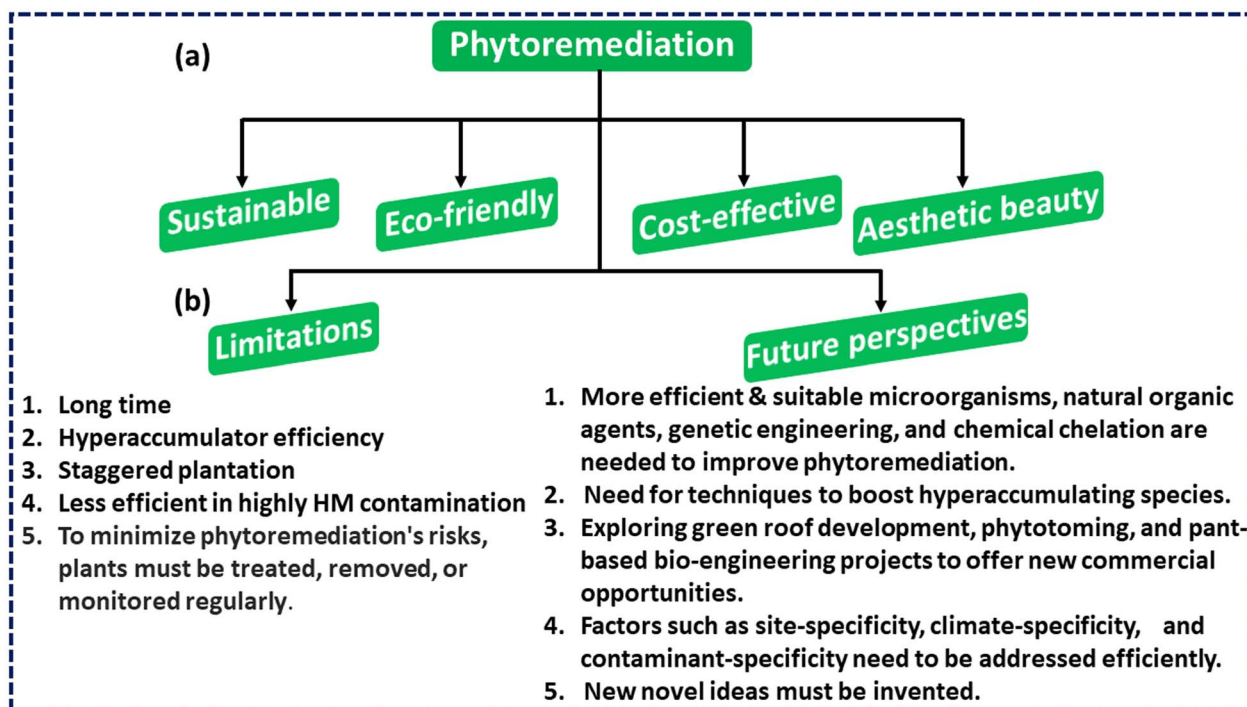 (a)
Phytoremediation
Sustainable
Eco-friendly
Cost-effective
Aesthetic beauty
(b)
Limitations
Future perspectives
1. Long time
2. Hyperaccumulator efficiency
3. Staggered plantation
4. Less efficient in highly HM contamination
5. To minimize phytoremediation's risks,
plants must be treated, removed, or
monitored regularly.
1. More efficient & suitable microorganisms, natural organic
agents, genetic engineering, and chemical chelation are
needed to improve phytoremediation.
2. Need for techniques to boost hyperaccumulating species.
3. Exploring green roof development, phytotoming, and pant-
based bio-engineering projects to offer new commercial
opportunities.
4. Factors such as site-specificity, climate-specificity, and
contaminant-specificity need to be addressed efficiently.
5. New novel ideas must be invented.